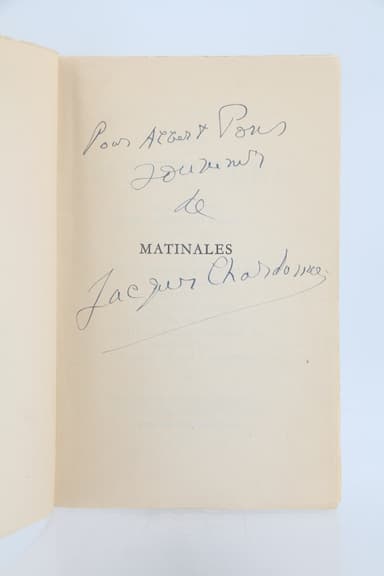 Pour Albert Pons
souvenir
de
MATINALES
Jacques Chardonne